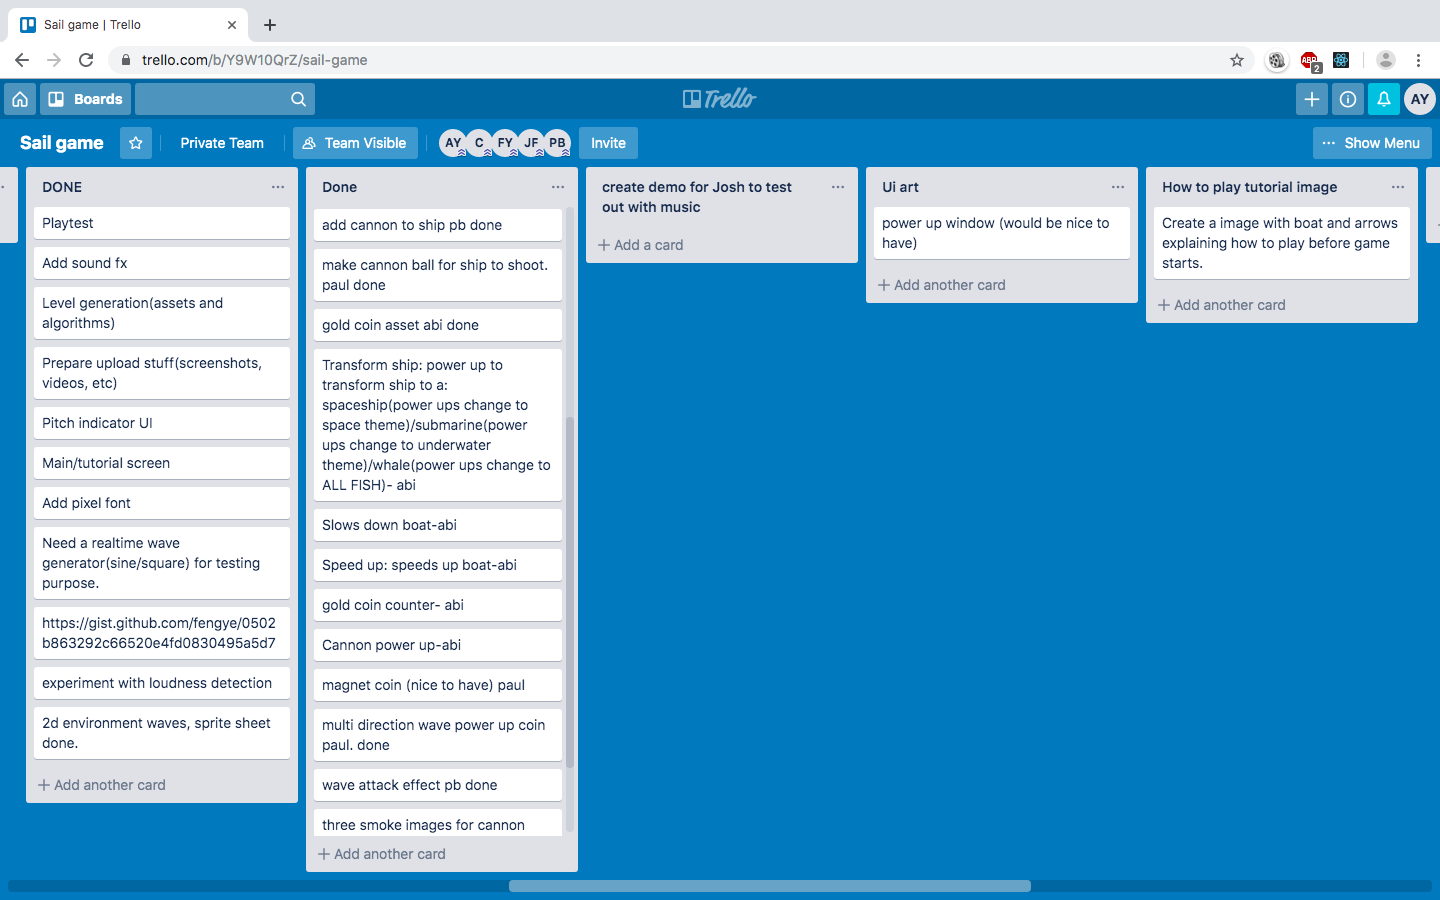 Sail game | Trello
trello.com/b/Y9W10QrZ/sail-game
ABP
2
Boards
Trello
AY
Sail game
Private Team
Team Visible
AY
C
FY
JF
PB
Invite
Show Menu
DONE
Playtest
Add sound fx
Level generation(assets and
algorithms)
Prepare upload stuff(screenshots,
videos, etc)
Pitch indicator UI
Main/tutorial screen
Add pixel font
Need a realtime wave
generator(sine/square) for testing
purpose.
https://gist.github.com/fengye/0502
b863292c66520e4fd0830495a5d7
experiment with loudness detection
2d environment waves, sprite sheet
done.
Add another card
Done
add cannon to ship pb done
make cannon ball for ship to shoot.
paul done
gold coin asset abi done
Transform ship: power up to
transform ship to a:
spaceship(power ups change to
space theme)/submarine(power
ups change to underwater
theme)/whale(power ups change to
ALL FISH)- abi
Slows down boat-abi
Speed up: speeds up boat-abi
gold coin counter- abi
Cannon power up-abi
magnet coin (nice to have) paul
multi direction wave power up coin
paul. done
wave attack effect pb done
three smoke images for cannon
Add another card
create demo for Josh to test
out with music
Add a card
Ui art
power up window (would be nice to
have)
Add another card
How to play tutorial image
Create a image with boat and arrows
explaining how to play before game
starts.
Add another card